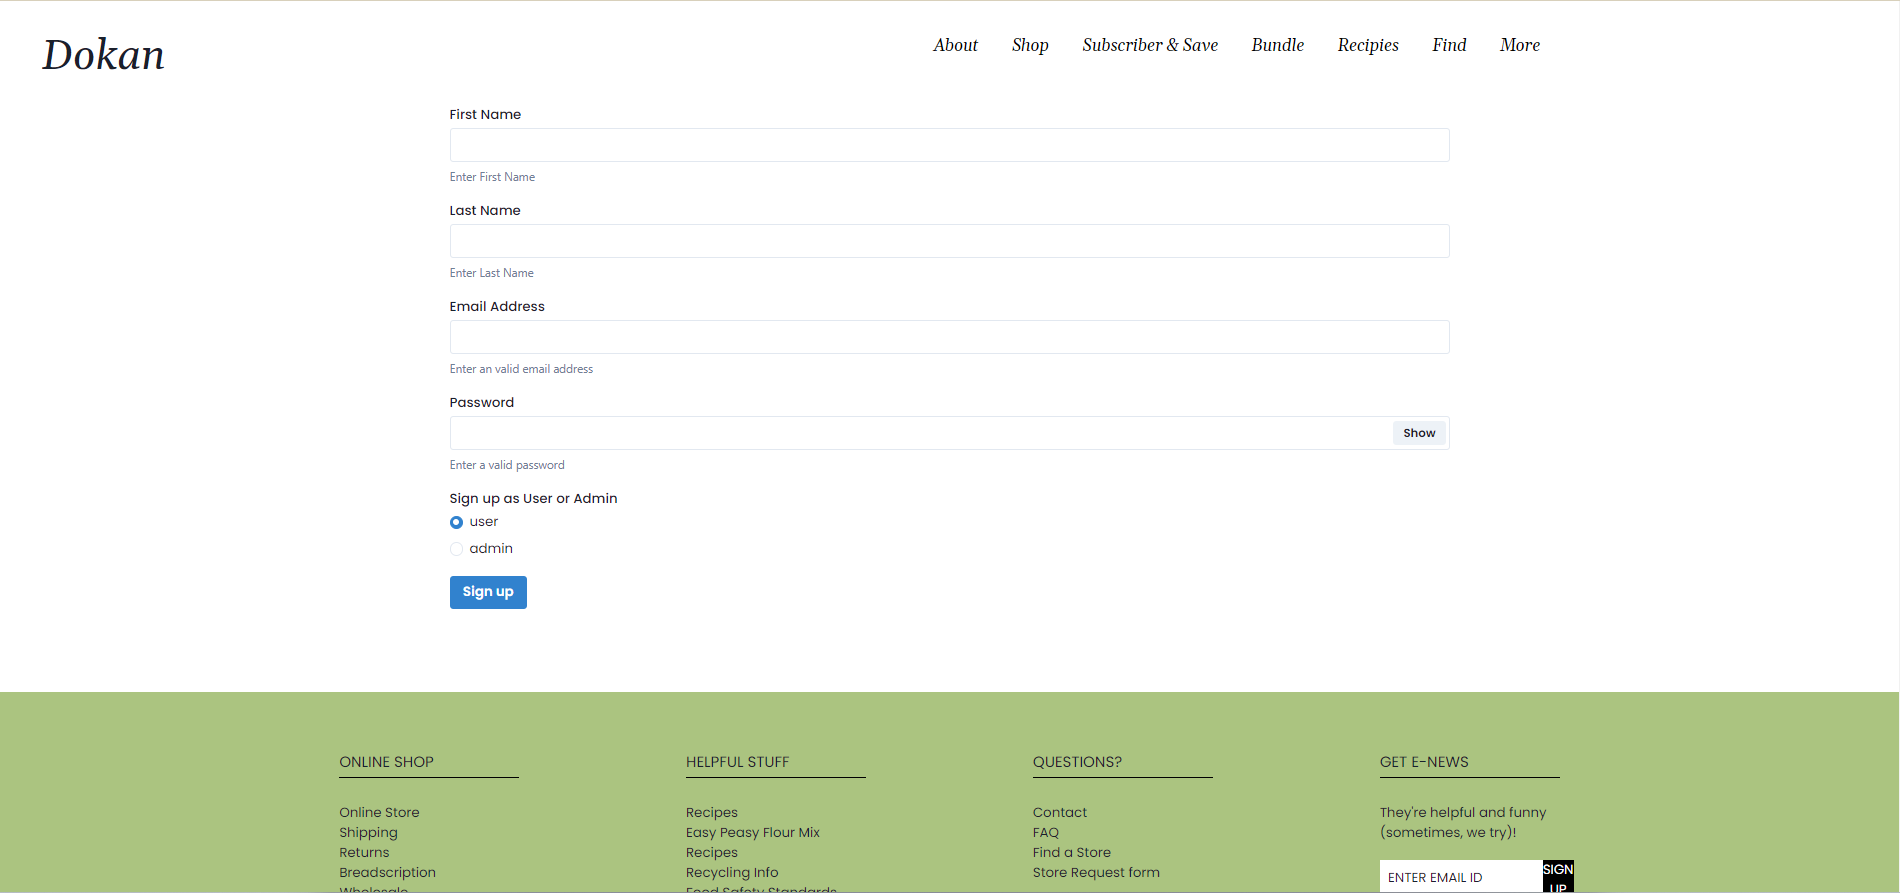 Dokan
About Shop Subscriber & Save Bundle Recipies Find More
First Name
Enter First Name
Last Name
Enter Last Name
Email Address
Enter an valid email address
Password
Show
Enter a valid password
Sign up as User or Admin
user
admin
Sign up
ONLINE SHOP
Online Store
Shipping
Returns
Breadscription
Wholesale
HELPFUL STUFF
Recipes
Easy Peasy Flour Mix
Recipes
Recycling Info
Food Safety Standards
QUESTIONS?
Contact
FAQ
Find a Store
Store Request form
GET E-NEWS
They're helpful and funny
(sometimes, we try)!
ENTER EMAIL ID
SIGN
UP